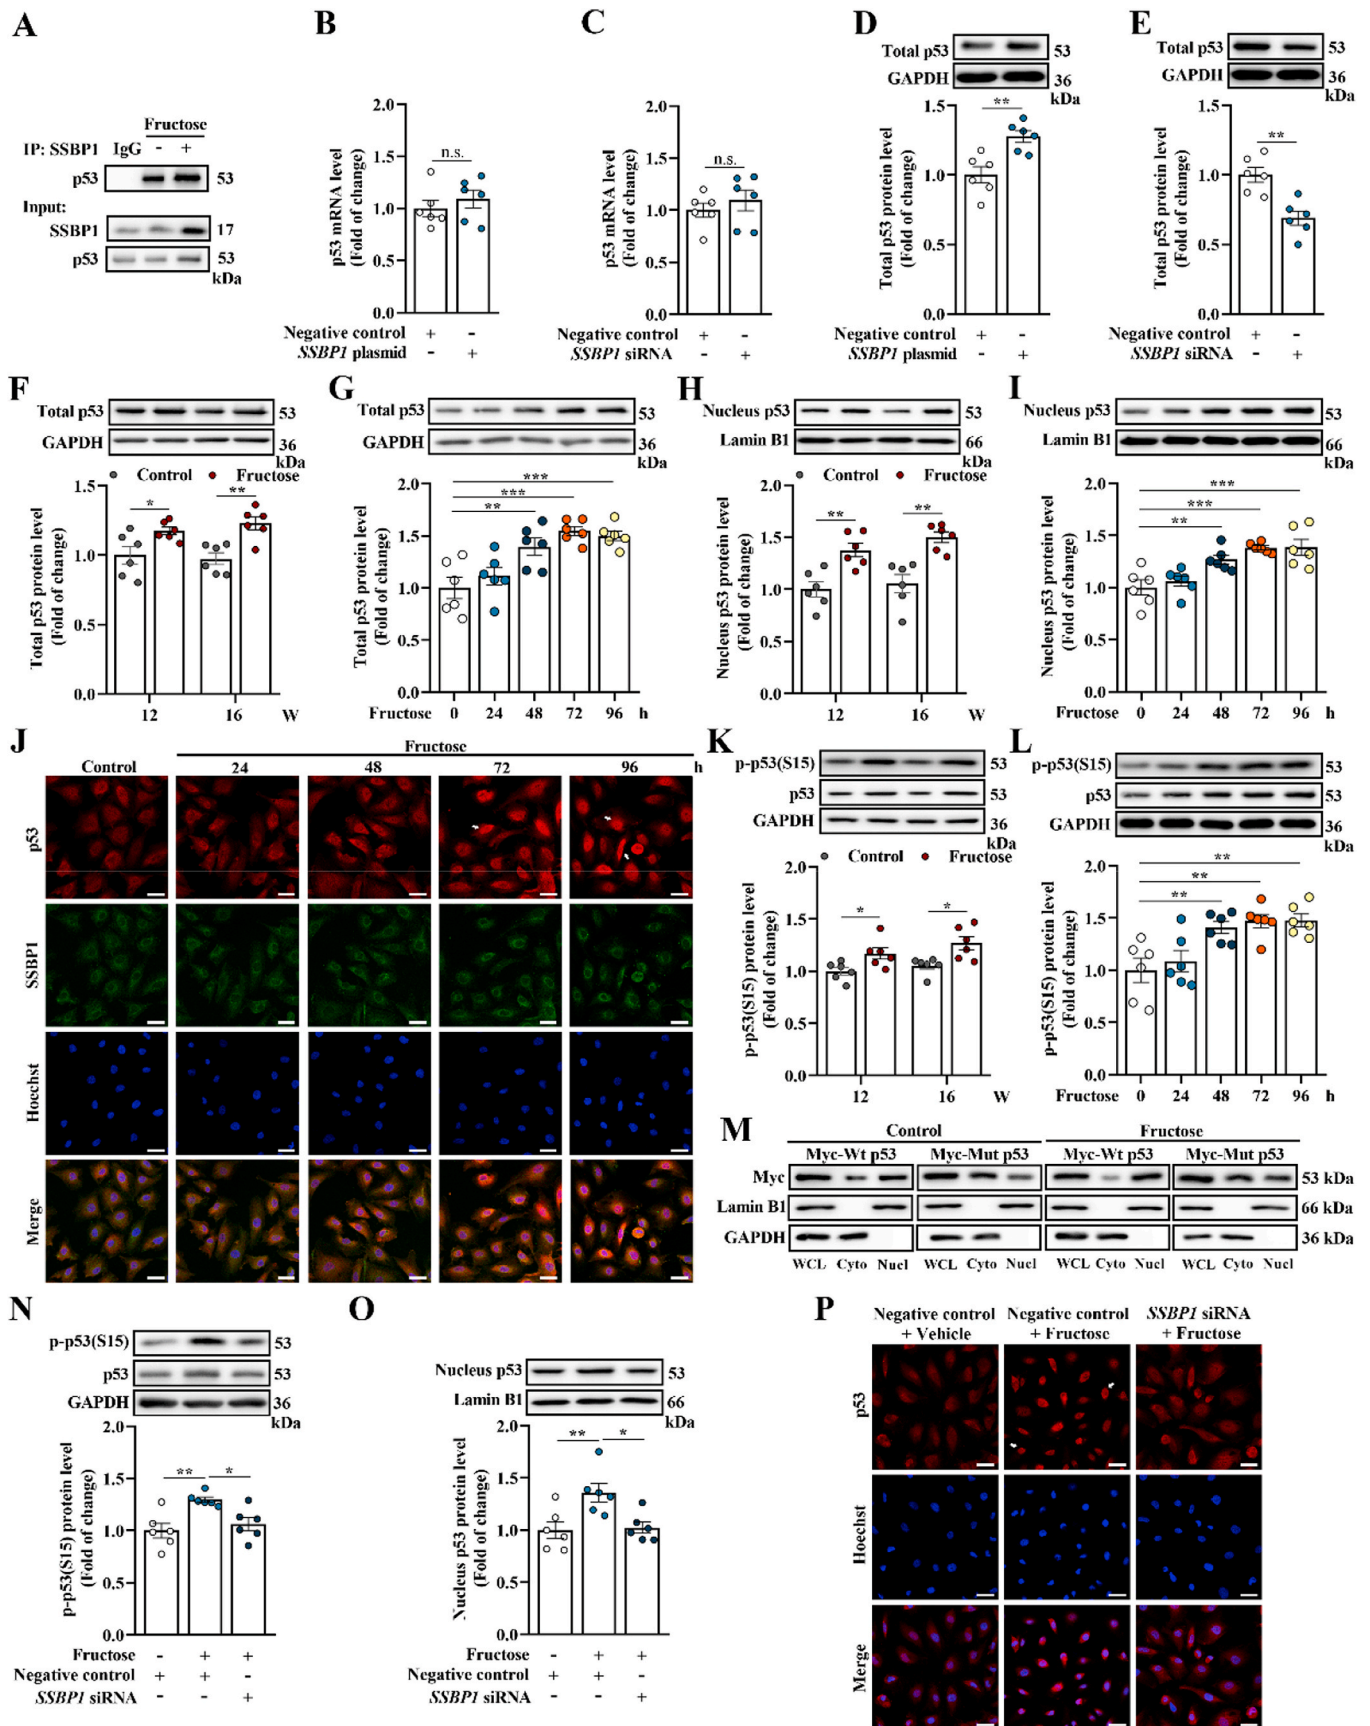 A
Fructose
IP: SSBP1 IgG - +
p53 53
Input:
SSBP1 17
p53 53
kDa
B
2.0
1.5
1.0
0.5
0.0
p53 mRNA level
(Fold of change)
n.s.
Negative control + -
SSBP1 plasmid - +
C
2.0
1.5
1.0
0.5
0.0
p53 mRNA level
(Fold of change)
n.s.
Negative control + -
SSBP1 siRNA - +
D
Total p53 53
GAPDH 36
kDa
1.5
1.0
0.5
0.0
Total p53 protein level
(Fold of change)
**
Negative control + -
SSBP1 plasmid - +
E
Total p53 53
GAPDH 36
kDa
1.5
1.0
0.5
0.0
Total p53 protein level
(Fold of change)
**
Negative control + -
SSBP1 siRNA - +
F
Total p53 53
GAPDH 36
kDa
Control Fructose
1.5
1.0
0.5
0.0
Total p53 protein level
(Fold of change)
* **
12 16 W
G
Total p53 53
GAPDH 36
kDa
2.0
1.5
1.0
0.5
0.0
Total p53 protein level
(Fold of change)
***
***
**
Fructose 0 24 48 72 96 h
H
Nucleus p53 53
Lamin B1 66
kDa
Control Fructose
2.0
1.5
1.0
0.5
0.0
Nucleus p53 protein level
(Fold of change)
** **
12 16 W
I
Nucleus p53 53
Lamin B1 66
kDa
2.0
1.5
1.0
0.5
0.0
Nucleus p53 protein level
(Fold of change)
***
***
**
Fructose 0 24 48 72 96 h
J
Fructose
Control 24 48 72 96 h
p53
SSBP1
Hoechst
Merge
K
p-p53(S15) 53
p53 53
GAPDH 36
kDa
Control Fructose
2.0
1.5
1.0
0.5
0.0
p-p53(S15) protein level
(Fold of change)
* *
12 16 W
L
p-p53(S15) 53
p53 53
GAPDH 36
kDa
2.0
1.5
1.0
0.5
0.0
p-p53(S15) protein level
(Fold of change)
**
**
**
Fructose 0 24 48 72 96 h
M
Control Fructose
Myc-Wt p53 Myc-Mut p53 Myc-Wt p53 Myc-Mut p53
Myc 53 kDa
Lamin B1 66 kDa
GAPDH 36 kDa
WCL Cyto Nucl WCL Cyto Nucl WCL Cyto Nucl WCL Cyto Nucl
N
p-p53(S15) 53
p53 53
GAPDH 36
kDa
2.0
1.5
1.0
0.5
0.0
p-p53(S15) protein level
(Fold of change)
** *
Fructose - + +
Negative control + + -
SSBP1 siRNA - - +
O
Nucleus p53 53
Lamin B1 66
kDa
2.0
1.5
1.0
0.5
0.0
Nucleus p53 protein level
(Fold of change)
** *
Fructose - + +
Negative control + + -
SSBP1 siRNA - - +
P
Negative control Negative control SSBP1 siRNA
+ Vehicle + Fructose + Fructose
p53
Hoechst
Merge